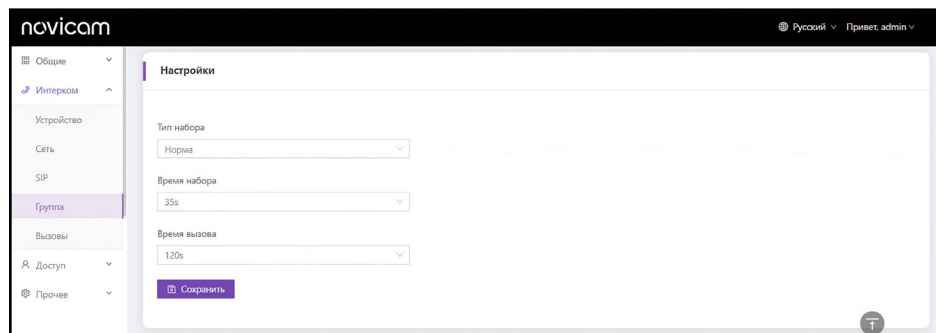 novicam
Русский
Привет, admin
Общие
Интерком
Устройство
Сеть
SIP
Группа
Вызовы
Доступ
Прочее
Настройки
Тип набора
Норма
Время набора
35s
Время вызова
120s
Сохранить